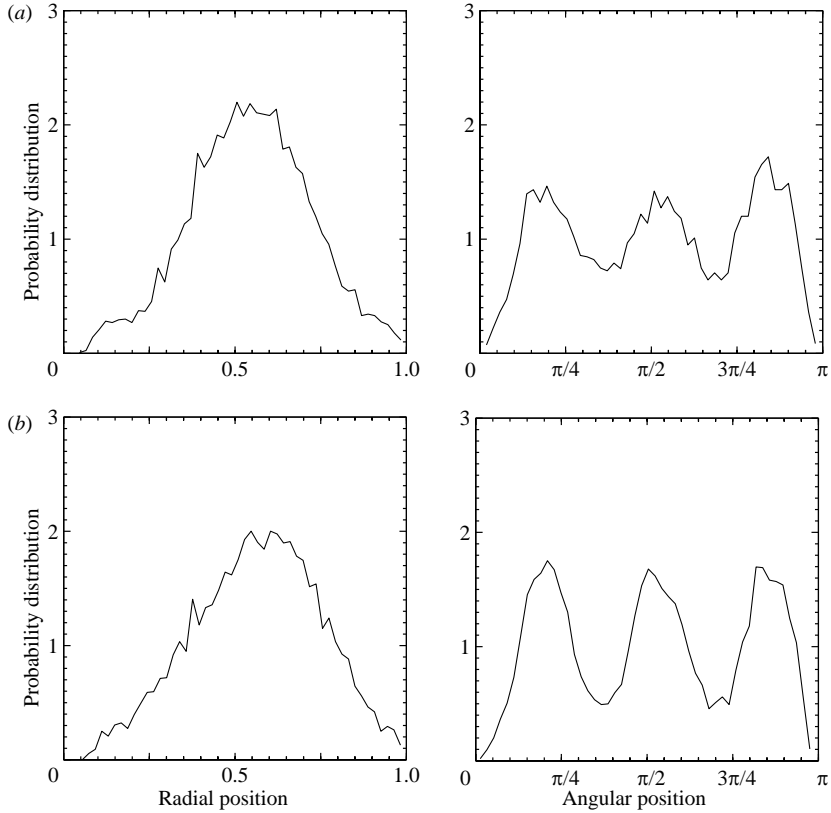 (a)
3
2
1
0
0.5
1.0
Probability distribution
3
2
1
0
π/4
π/2
3π/4
π
(b)
3
2
1
0
0.5
1.0
Probability distribution
Radial position
3
2
1
0
π/4
π/2
3π/4
π
Angular position